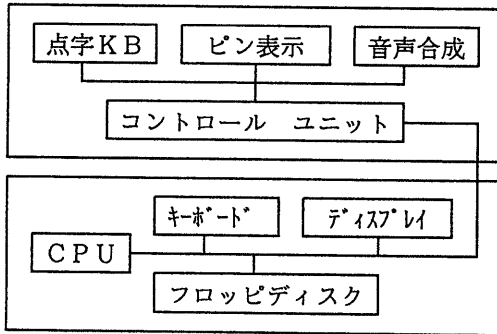 点字KB ピン表示 音声合成
コントロール ユニット
キーボード ディスプレイ
CPU
フロッピディスク